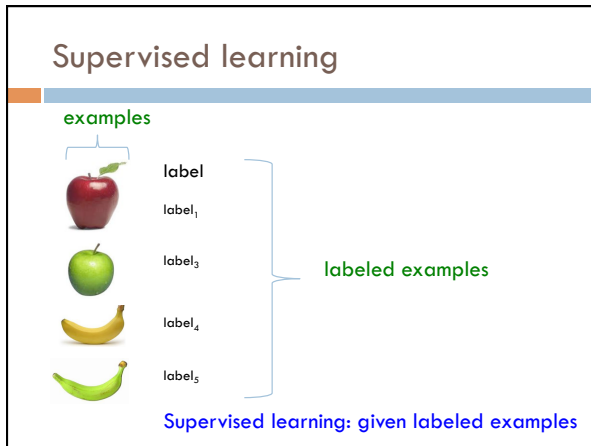 Supervised learning
examples
label
label₁
label₃
labeled examples
label₄
label₅
Supervised learning: given labeled examples